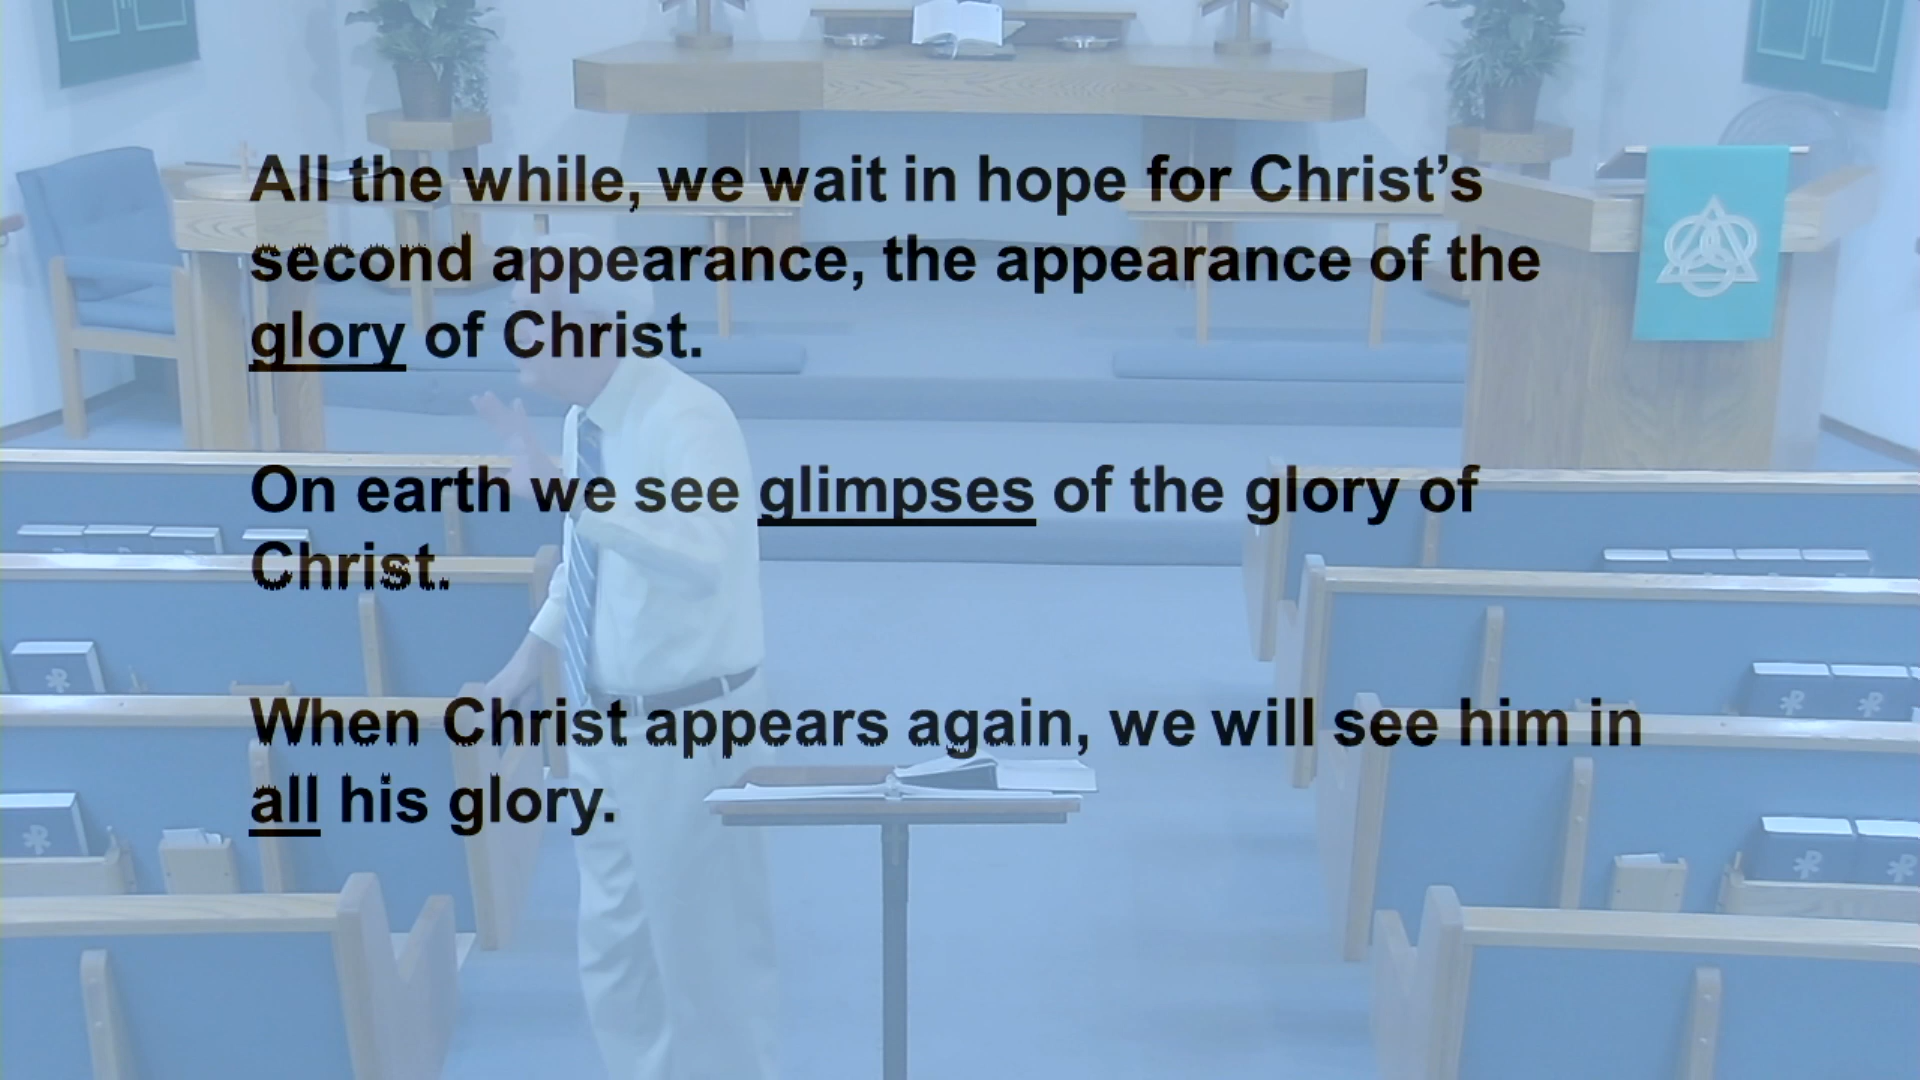 All the while, we wait in hope for Christ’s
second appearance, the appearance of the
glory of Christ.
On earth we see glimpses of the glory of
Christ.
When Christ appears again, we will see him in
all his glory.